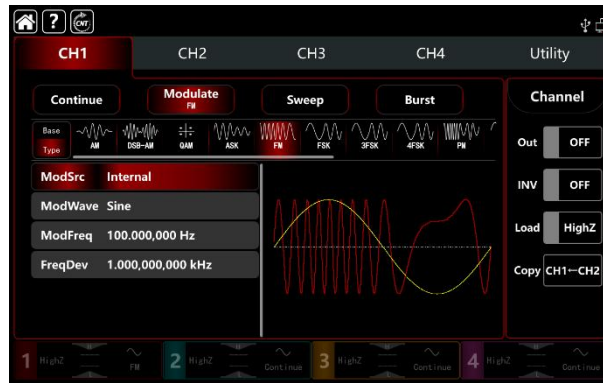 ? CNT
CH1 CH2 CH3 CH4 Utility
Continue Modulate FM Sweep Burst Channel
Base Type AM DSB-AM QAM ASK FM FSK 3FSK 4FSK PM
Out OFF
ModSrc Internal
INV OFF
ModWave Sine
ModFreq 100.000,000 Hz
Load HighZ
FreqDev 1.000,000,000 kHz
Copy CH1←CH2
1 HighZ FM 2 HighZ Continue 3 HighZ Continue 4 HighZ Continue